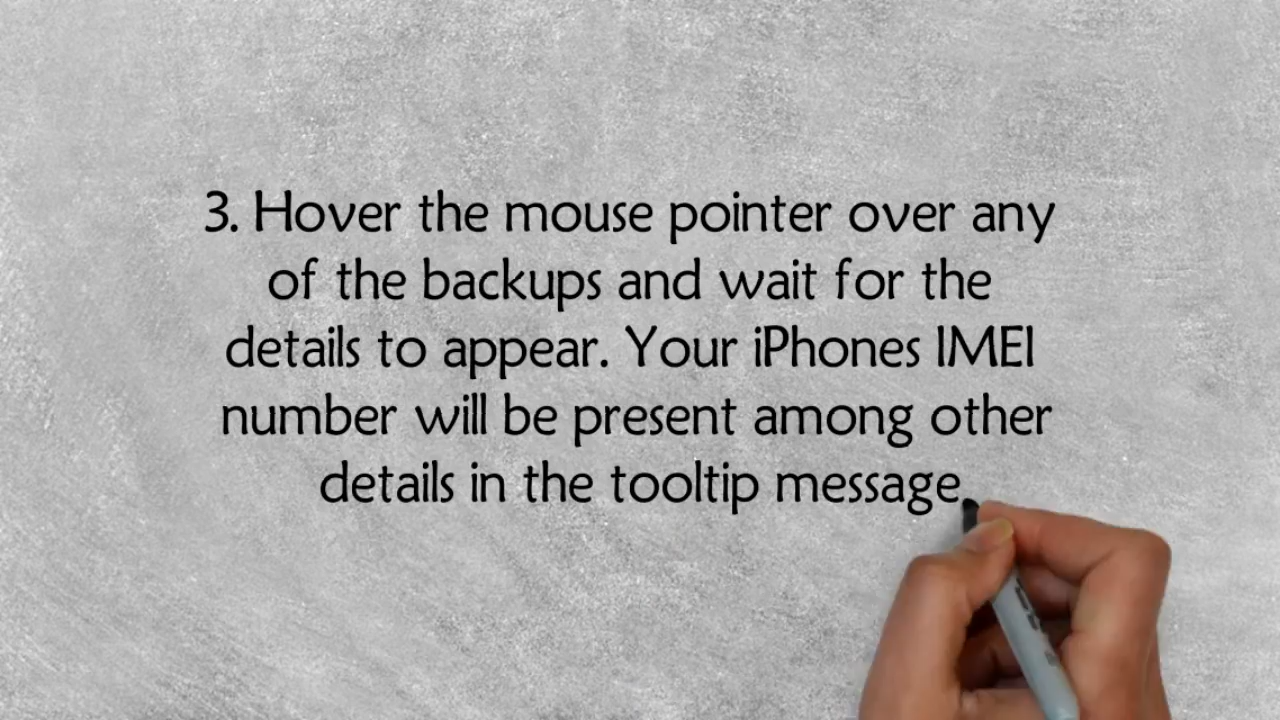 3. Hover the mouse pointer over any
of the backups and wait for the
details to appear. Your iPhones IMEI
number will be present among other
details in the tooltip message.